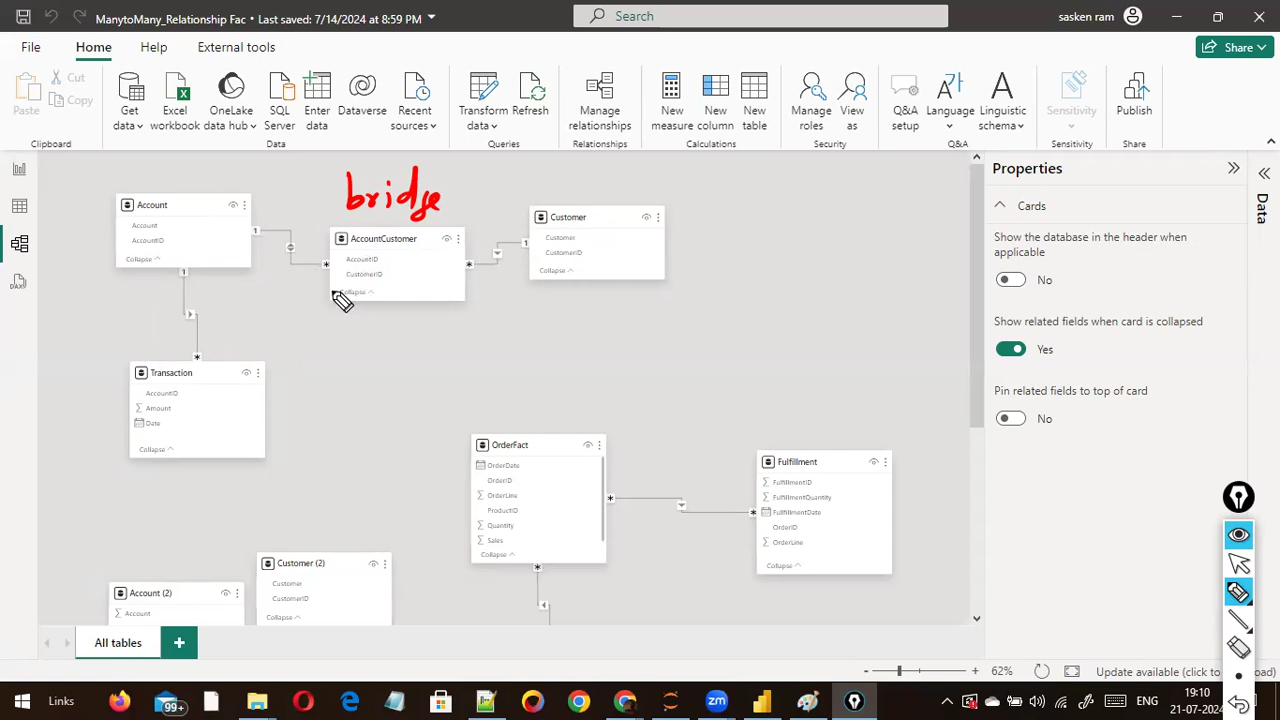 ManytoMany_Relationship Fac • Last saved: 7/14/2024 at 8:59 PM
Search
sasken ram
File
Home
Help
External tools
Share
Paste
Cut
Copy
Get data
Excel workbook
OneLake data hub
SQL Server
Enter data
Dataverse
Recent sources
Transform data
Refresh
Manage relationships
New measure
New column
New table
Manage roles
View as
Q&A setup
Language
Linguistic schema
Sensitivity
Publish
Clipboard
Data
Queries
Relationships
Calculations
Security
Q&A
Sensitivity
Share
bridge
Account
Account
AccountID
Collapse
1
1
AccountCustomer
AccountID
CustomerID
Collapse
*
*
1
Customer
Customer
CustomerID
Collapse
*
Transaction
AccountID
Amount
Date
Collapse
OrderFact
OrderDate
OrderID
OrderLine
ProductID
Quantity
Sales
Collapse
*
*
*
Fulfillment
FulfillmentID
FulfillmentQuantity
FulfillmentDate
OrderID
OrderLine
Collapse
Customer (2)
Customer
CustomerID
Collapse
Account (2)
Account
Properties
Cards
Show the database in the header when
applicable
No
Show related fields when card is collapsed
Yes
Pin related fields to top of card
No
Data
All tables
62%
Update available (click to download)
Links
99+
zm
ENG
19:10
21-07-2024